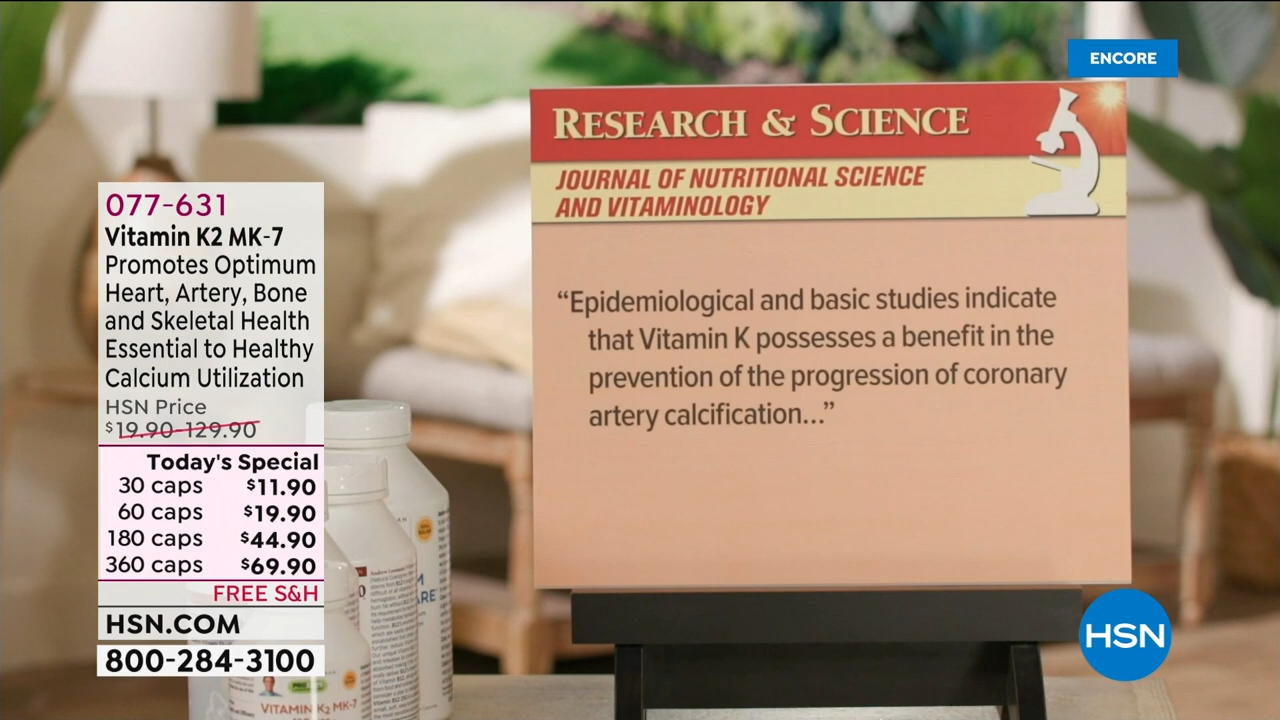 ENCORE
RESEARCH & SCIENCE
JOURNAL OF NUTRITIONAL SCIENCE
AND VITAMINOLOGY
“Epidemiological and basic studies indicate
that Vitamin K possesses a benefit in the
prevention of the progression of coronary
artery calcification...”
077-631
Vitamin K2 MK-7
Promotes Optimum
Heart, Artery, Bone
and Skeletal Health
Essential to Healthy
Calcium Utilization
HSN Price
$19.90-129.90
Today's Special
30 caps $11.90
60 caps $19.90
180 caps $44.90
360 caps $69.90
FREE S&H
HSN.COM
800-284-3100
VITAMIN K2 MK-7
HSN